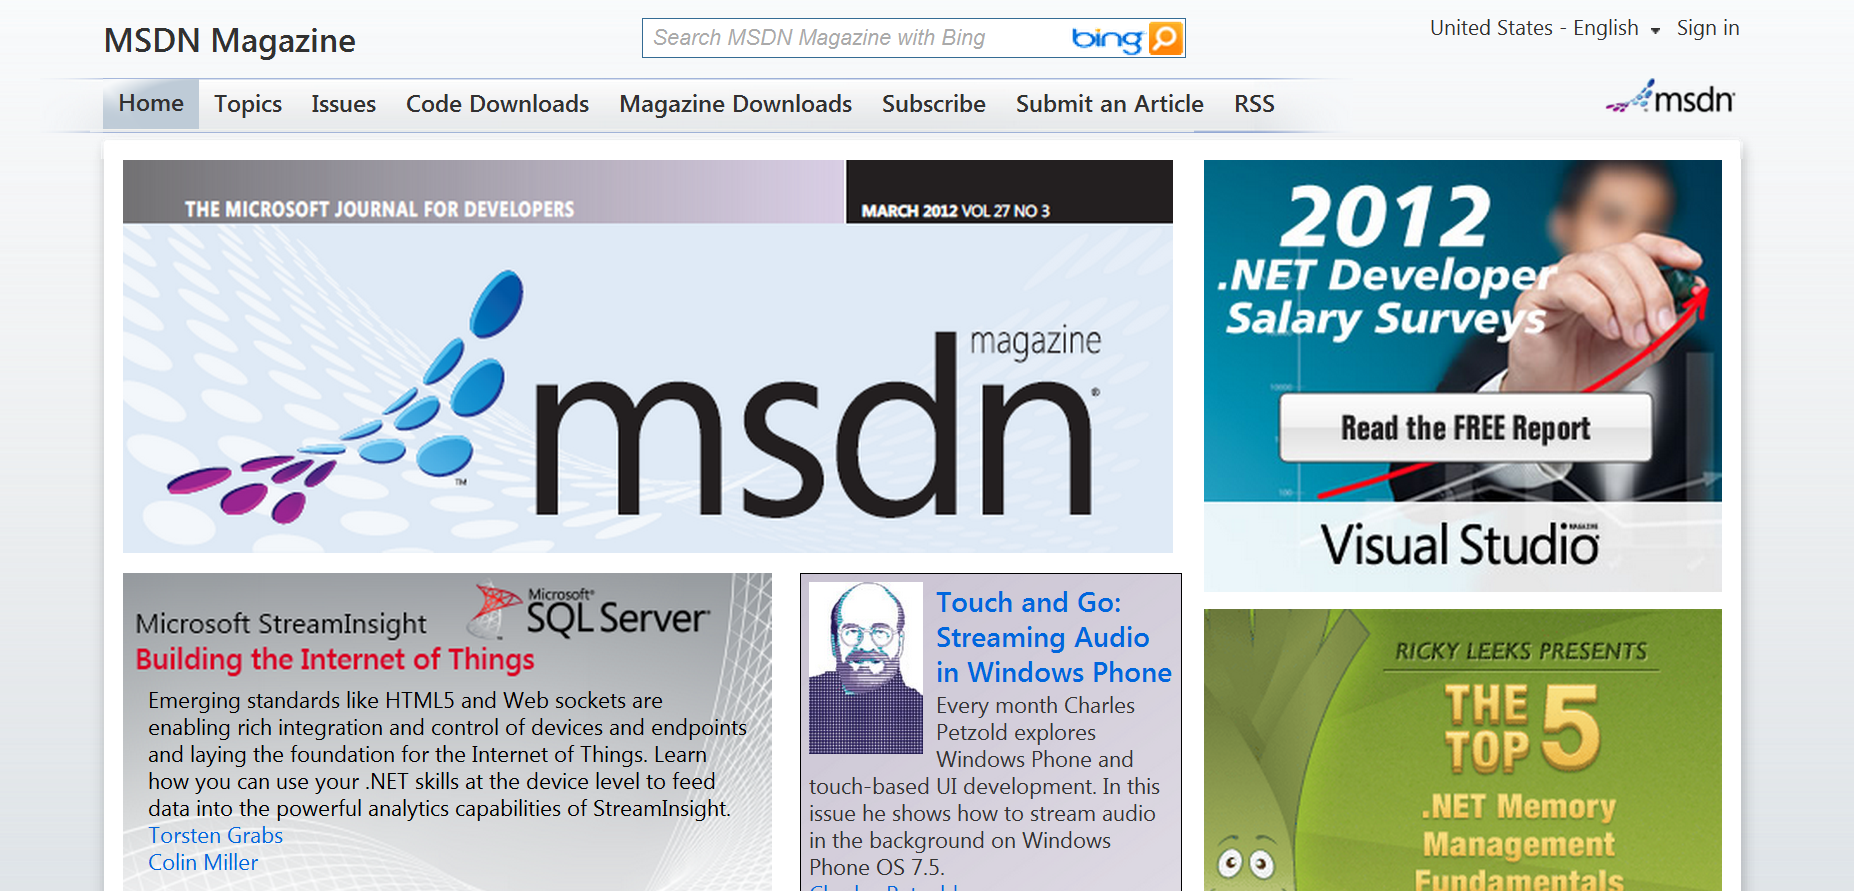 MSDN Magazine
Search MSDN Magazine with Bing
bing
United States - English
Sign in
Home
Topics
Issues
Code Downloads
Magazine Downloads
Subscribe
Submit an Article
RSS
msdn
THE MICROSOFT JOURNAL FOR DEVELOPERS
MARCH 2012 VOL 27 NO 3
magazine
msdn®
TM
2012
.NET Developer
Salary Surveys
10000
Read the FREE Report
100
Visual Studio
MAGAZINE
Microsoft StreamInsight
Microsoft®
SQL Server®
Building the Internet of Things
Emerging standards like HTML5 and Web sockets are
enabling rich integration and control of devices and endpoints
and laying the foundation for the Internet of Things. Learn
how you can use your .NET skills at the device level to feed
data into the powerful analytics capabilities of StreamInsight.
Torsten Grabs
Colin Miller
Touch and Go:
Streaming Audio
in Windows Phone
Every month Charles
Petzold explores
Windows Phone and
touch-based UI development. In this
issue he shows how to stream audio
in the background on Windows
Phone OS 7.5.
Charles Petzold
RICKY LEEKS PRESENTS
THE
TOP 5
.NET Memory
Management
Fundamentals